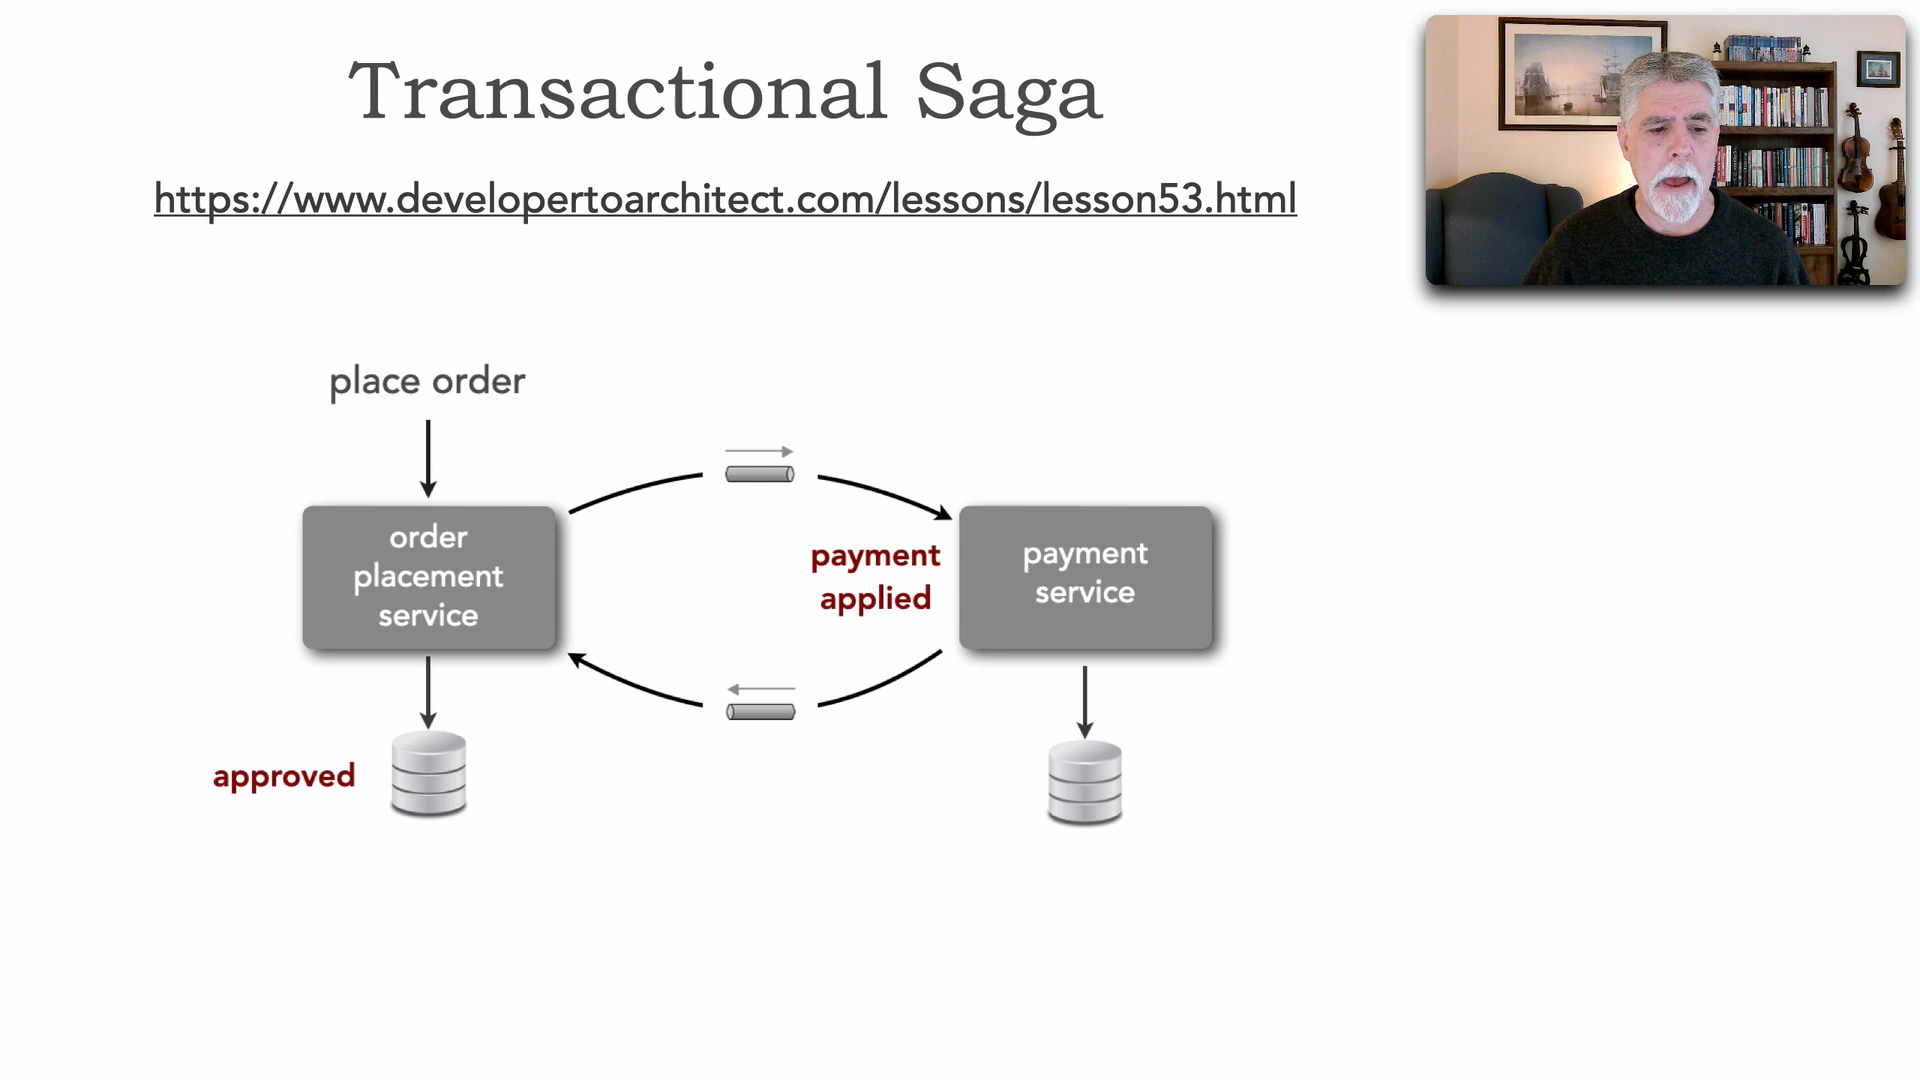 Transactional Saga
https://www.developertoarchitect.com/lessons/lesson53.html
place order
order
placement
service
payment
applied
payment
service
approved